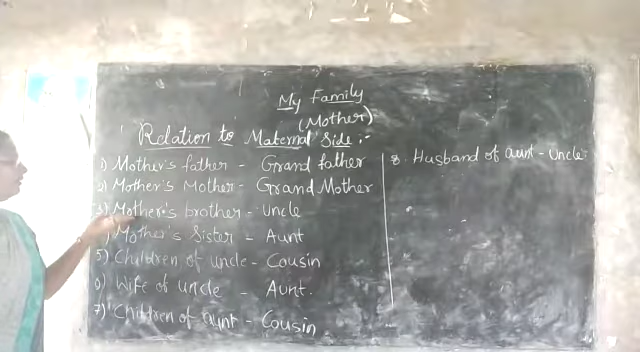 My Family
(Mother)
Relation to Maternal Side :-
1) Mother's father - Grand father
2) Mother's Mother - Grand Mother
3) Mother's brother - Uncle
) Mother's Sister - Aunt
5) Children of uncle - Cousin
6) Wife of uncle - Aunt.
7) Children of aunt - Cousin
8. Husband of aunt - Uncle